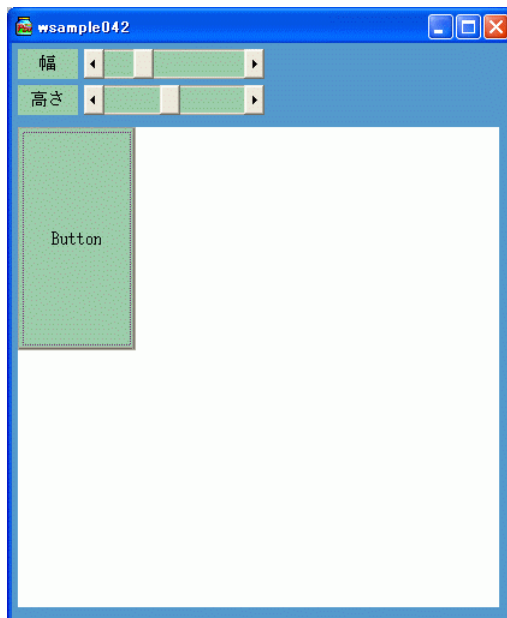 wsample042
幅
高さ
Button